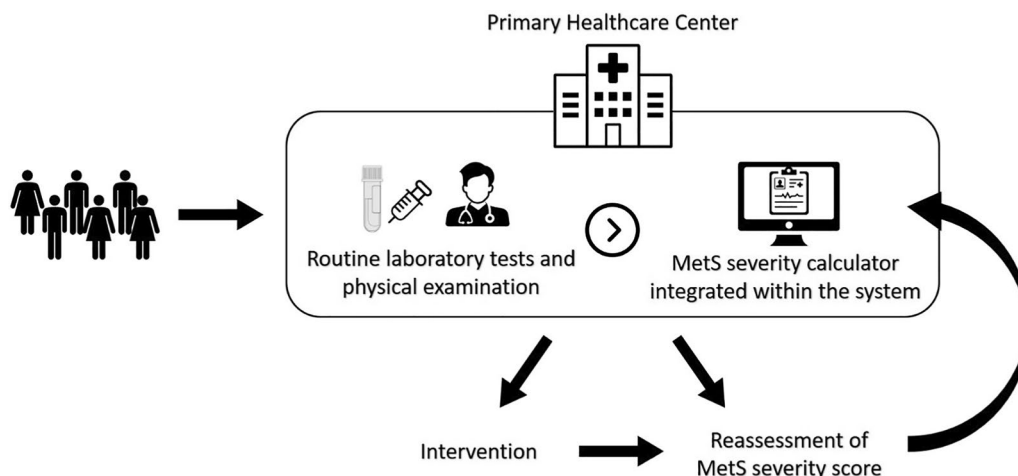 Primary Healthcare Center
Routine laboratory tests and
physical examination
MetS severity calculator
integrated within the system
Intervention
Reassessment of
MetS severity score